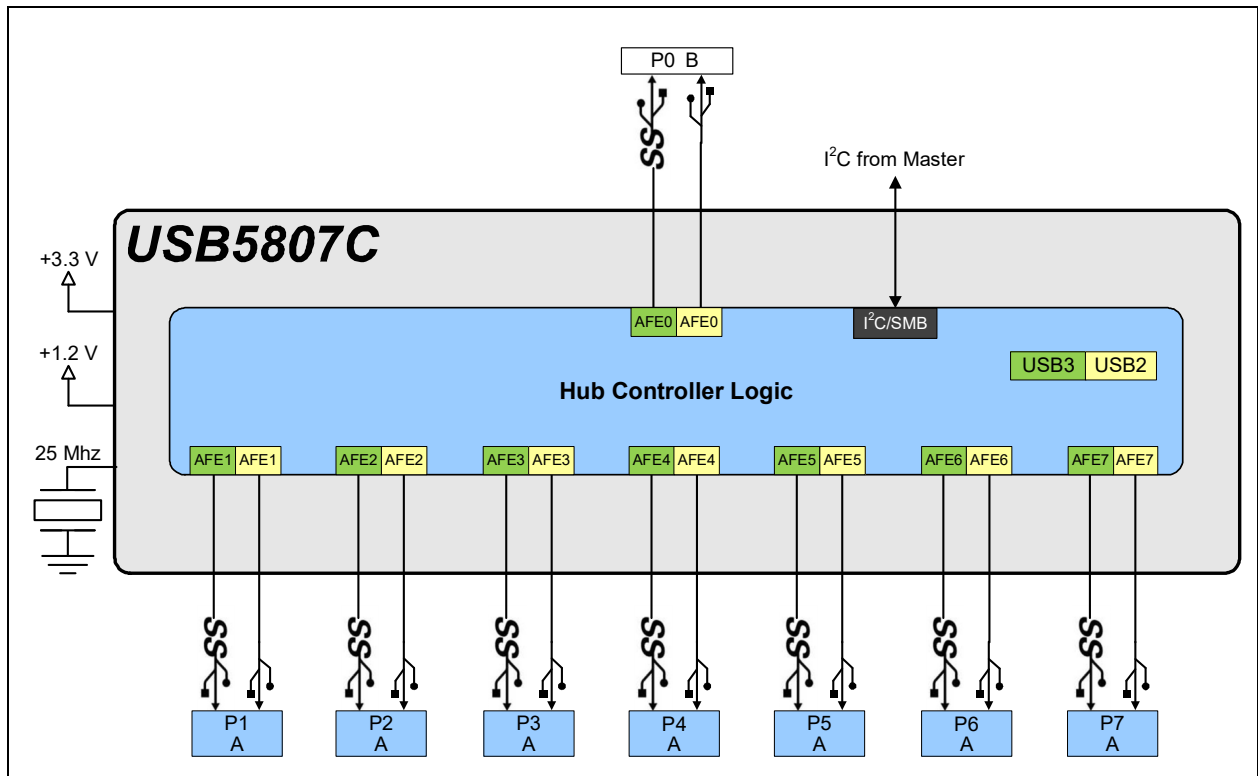 P0 B
SS
I²C from Master
USB5807C
+3.3 V
AFE0 AFE0
I²C/SMB
+1.2 V
USB3 USB2
Hub Controller Logic
25 Mhz
AFE1 AFE1 AFE2 AFE2 AFE3 AFE3 AFE4 AFE4 AFE5 AFE5 AFE6 AFE6 AFE7 AFE7
SS SS SS SS SS SS SS
P1 P2 P3 P4 P5 P6 P7
A A A A A A A